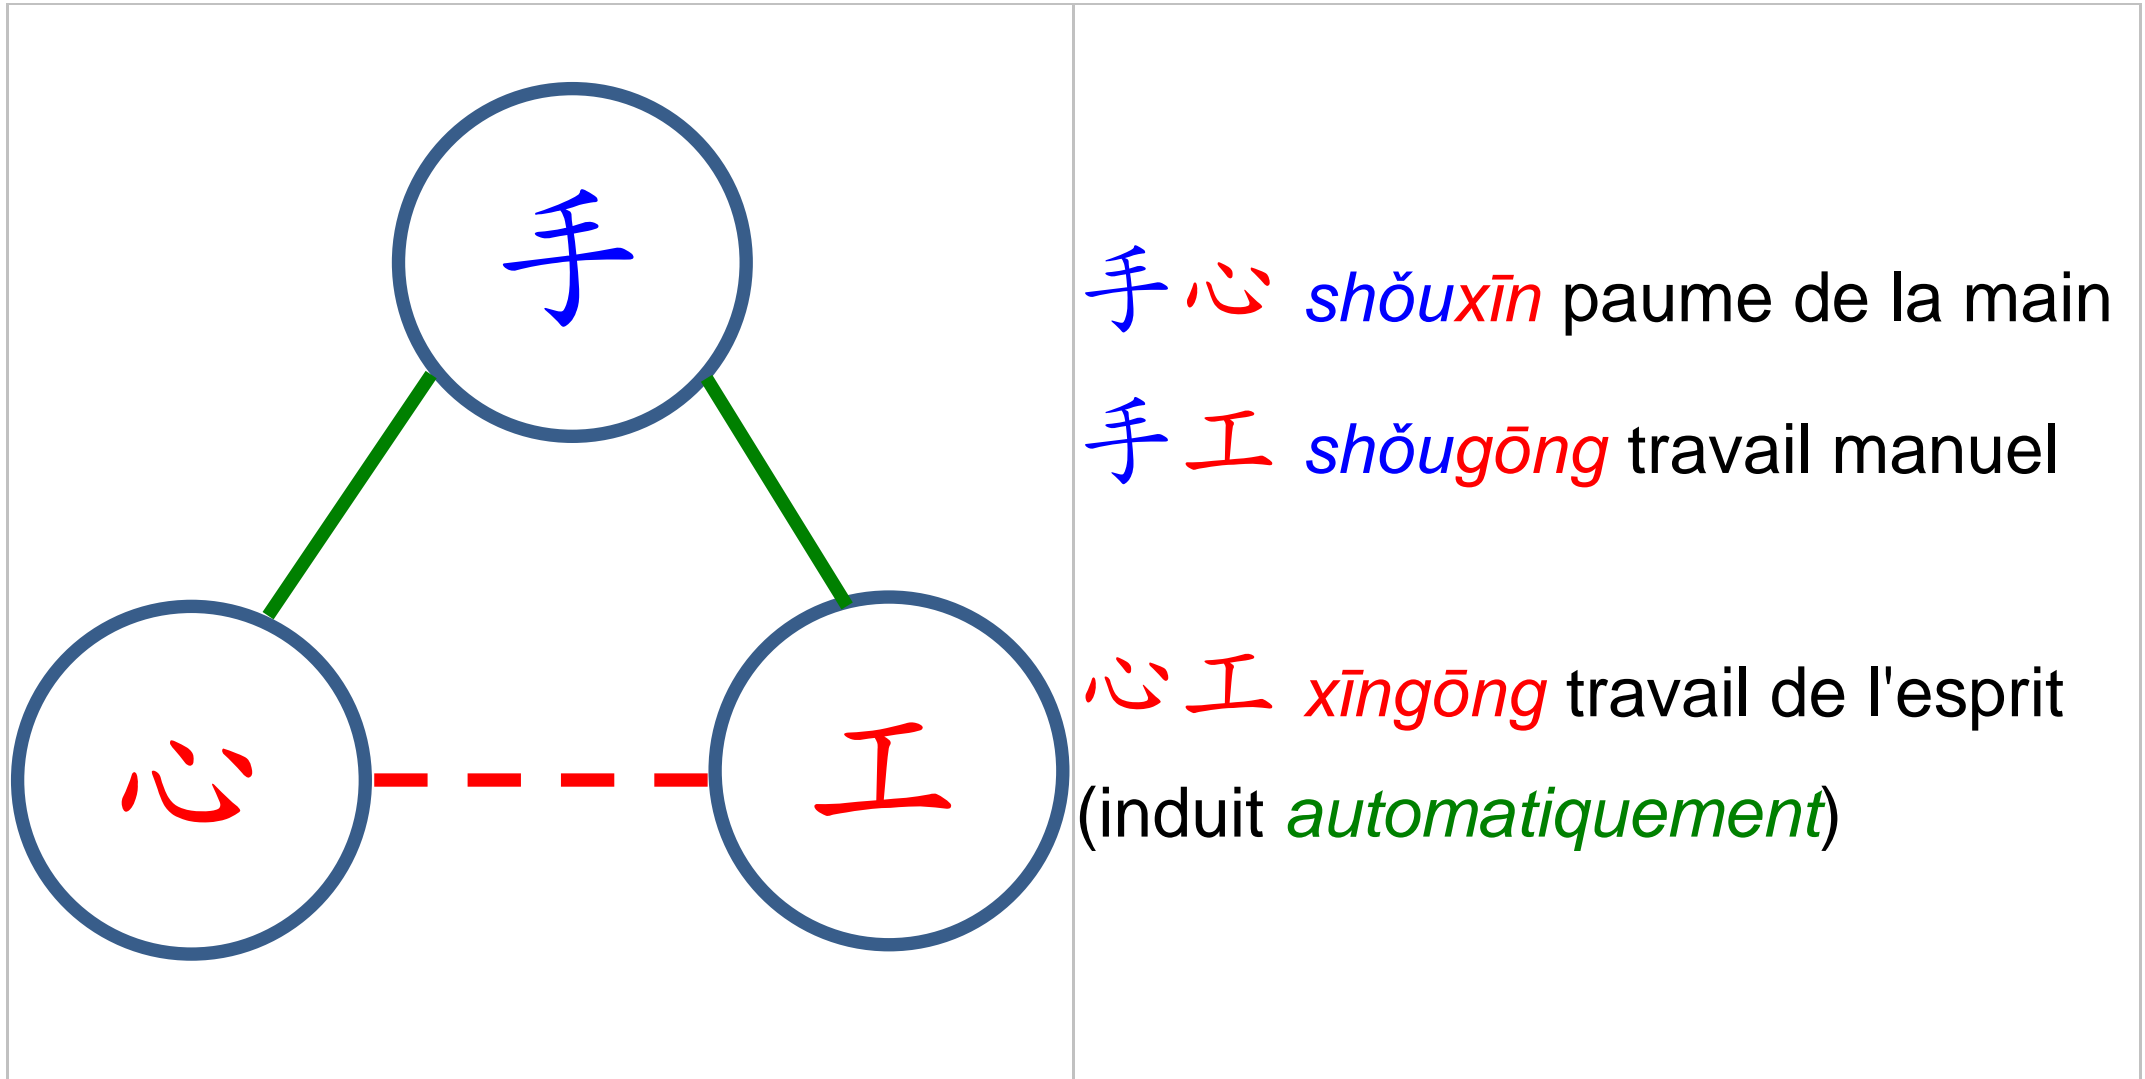 手
心
工
手心 shǒuxīn paume de la main
手工 shǒugōng travail manuel
心工 xīngōng travail de l'esprit
(induit automatiquement)